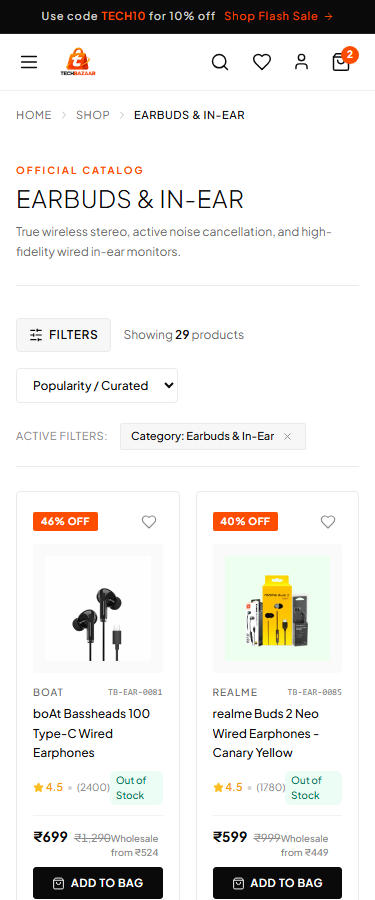 Use code TECH10 for 10% off Shop Flash Sale →
TECHBAZAAR
2
HOME > SHOP > EARBUDS & IN-EAR
OFFICIAL CATALOG
EARBUDS & IN-EAR
True wireless stereo, active noise cancellation, and high-
fidelity wired in-ear monitors.
FILTERS
Showing 29 products
Popularity / Curated
ACTIVE FILTERS: Category: Earbuds & In-Ear ×
46% OFF
BOAT TB-EAR-0081
boAt Bassheads 100
Type-C Wired
Earphones
4.5 (2400) Out of
Stock
₹699 ₹1,290 Wholesale
from ₹524
ADD TO BAG
40% OFF
realme Buds 2
REALME TB-EAR-0085
realme Buds 2 Neo
Wired Earphones -
Canary Yellow
4.5 (1780) Out of
Stock
₹599 ₹999 Wholesale
from ₹449
ADD TO BAG